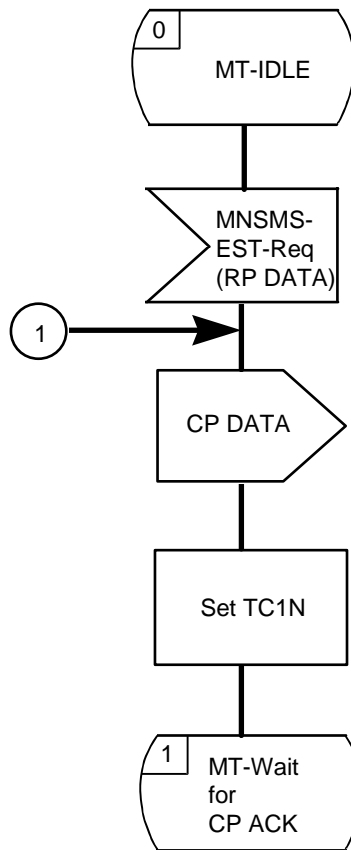 0
MT-IDLE
MNSMS-
EST-Req
(RP DATA)
1
CP DATA
Set TC1N
1
MT-Wait
for
CP ACK